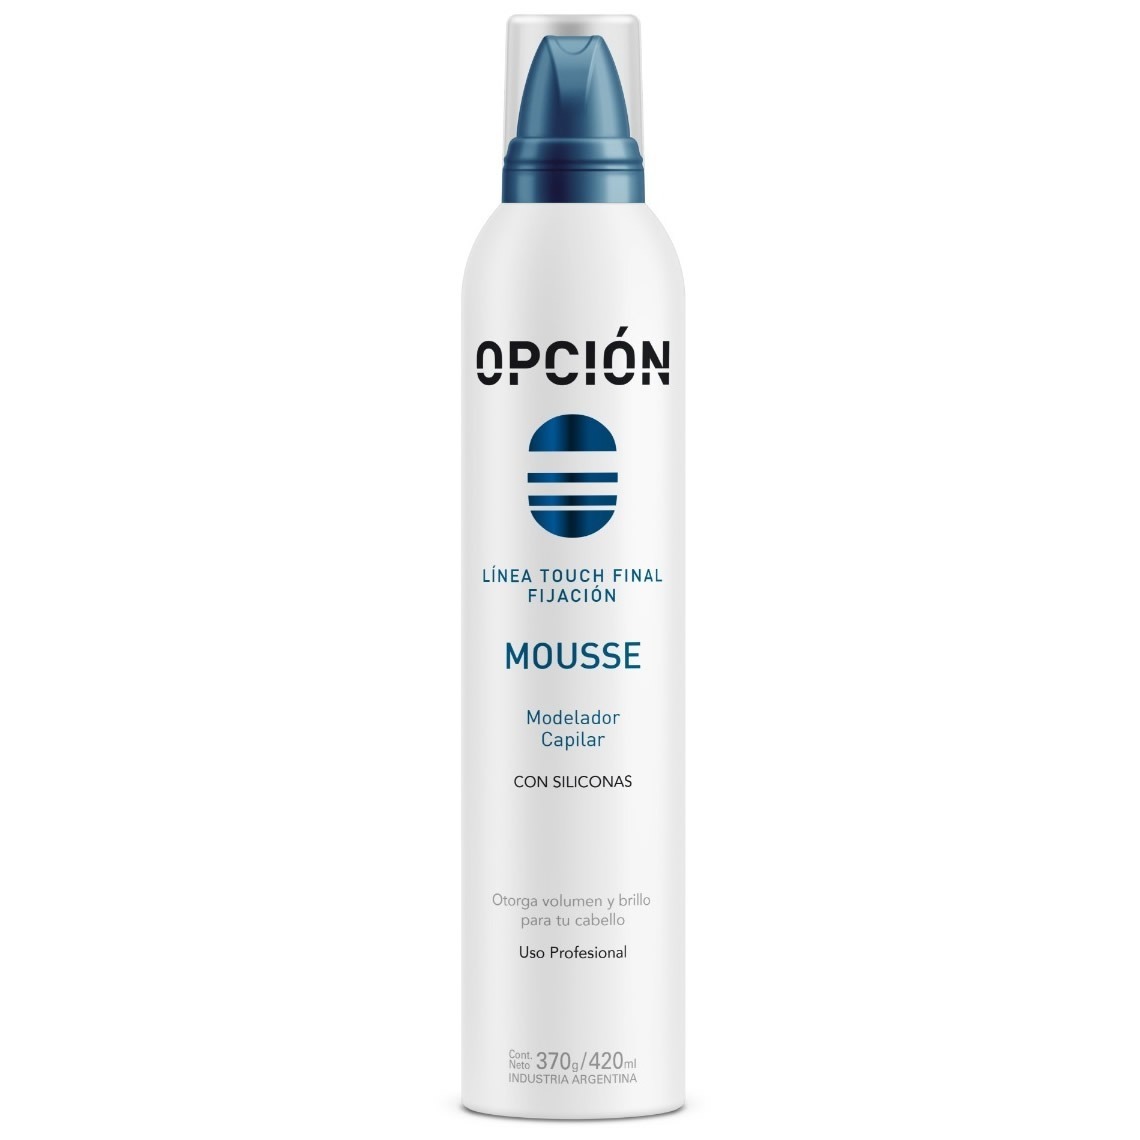 OPCIÓN
LÍNEA TOUCH FINAL
FIJACIÓN
MOUSSE
Modelador
Capilar
CON SILICONAS
Otorga volumen y brillo
para tu cabello
Uso Profesional
Cont.
Neto 370g/420ml
INDUSTRIA ARGENTINA